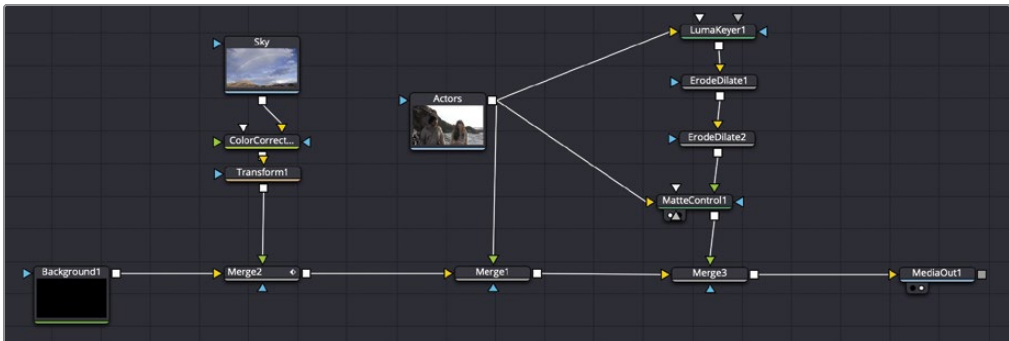 Sky
LumaKeyer1
ErodeDilate1
Actors
ErodeDilate2
ColorCorrect...
Transform1
MatteControl1
Background1
Merge2
Merge1
Merge3
MediaOut1